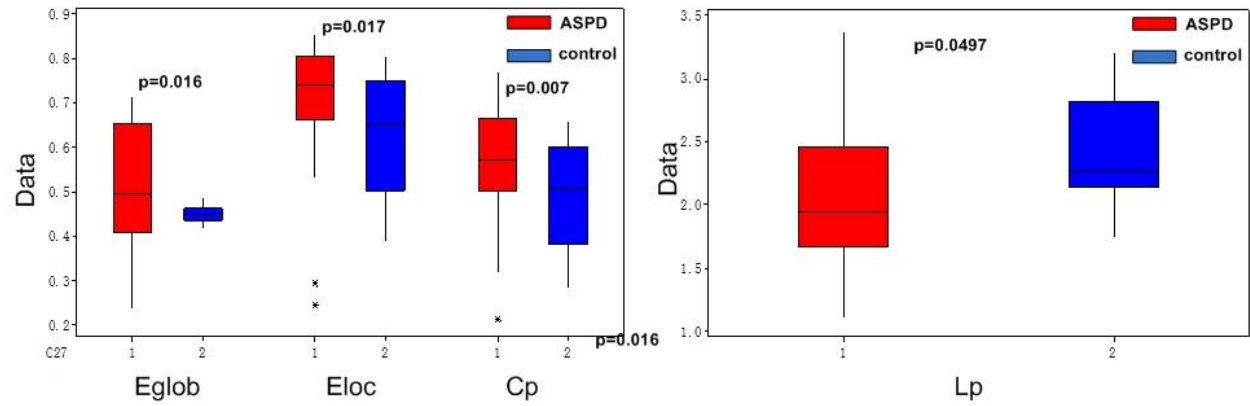 0.9
0.8
0.7
0.6
0.5
0.4
0.3
0.2
Data
p=0.016
p=0.017
p=0.007
ASPD
control
C27
1
2
1
2
1
2
p=0.016
Eglob
Eloc
Cp
3.5
3.0
2.5
2.0
1.5
1.0
Data
p=0.0497
ASPD
control
1
2
Lp